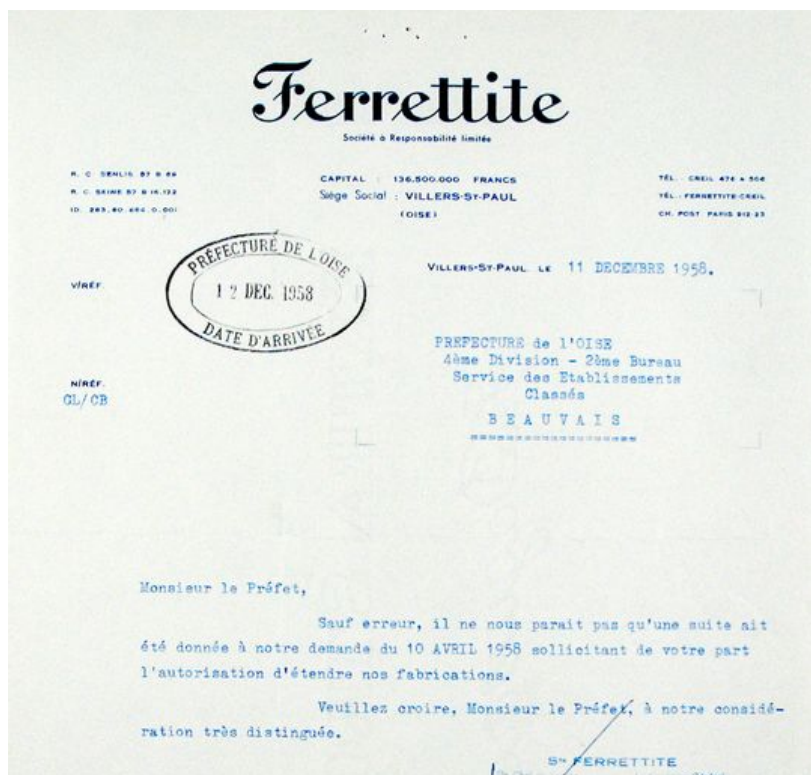 Ferrettite
Société à Responsabilité limitée
R. C. SENLIS 57 B 66
R. C. SEINE 57 B 16.122
CAPITAL : 136.500.000 FRANCS
Siège Social : VILLERS-ST-PAUL
(OISE)
TÉL. : CREIL 476 & 506
TÉL. : FERRETTITE-CREIL
CH. POST PARIS 912-23
PRÉFECTURE DE L'OISE
12 DEC. 1958
DATE D'ARRIVÉE
VILLERS-ST-PAUL, LE 11 DECEMBRE 1958.
V/RÉF.
PREFECTURE de l'OISE
4ème Division - 2ème Bureau
Service des Etablissements
Classés
BEAUVAIS
N/RÉF.
GL/CB
Monsieur le Préfet,
Sauf erreur, il ne nous parait pas qu'une suite ait
été donnée à notre demande du 10 AVRIL 1958 sollicitant de votre part
l'autorisation d'étendre nos fabrications.
Veuillez croire, Monsieur le Préfet, à notre considé-
ration très distinguée.
Sté FERRETTITE